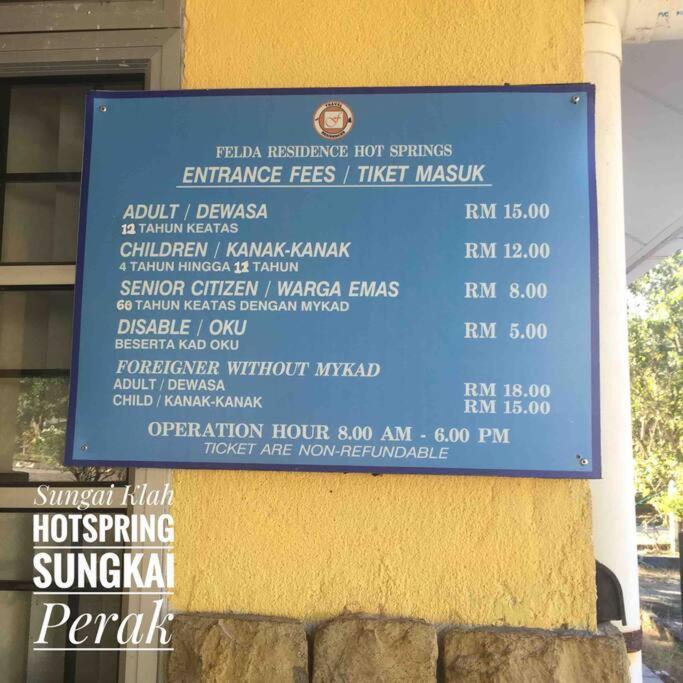 TRAVEL
FELDA RESIDENCE HOT SPRINGS
ENTRANCE FEES / TIKET MASUK
ADULT / DEWASA RM 15.00
12 TAHUN KEATAS
CHILDREN / KANAK-KANAK RM 12.00
4 TAHUN HINGGA 12 TAHUN
SENIOR CITIZEN / WARGA EMAS RM 8.00
60 TAHUN KEATAS DENGAN MYKAD
DISABLE / OKU RM 5.00
BESERTA KAD OKU
FOREIGNER WITHOUT MYKAD
ADULT / DEWASA RM 18.00
CHILD / KANAK-KANAK RM 15.00
OPERATION HOUR 8.00 AM - 6.00 PM
TICKET ARE NON-REFUNDABLE
Sungai Klah
HOTSPRING
SUNGKAI
Perak